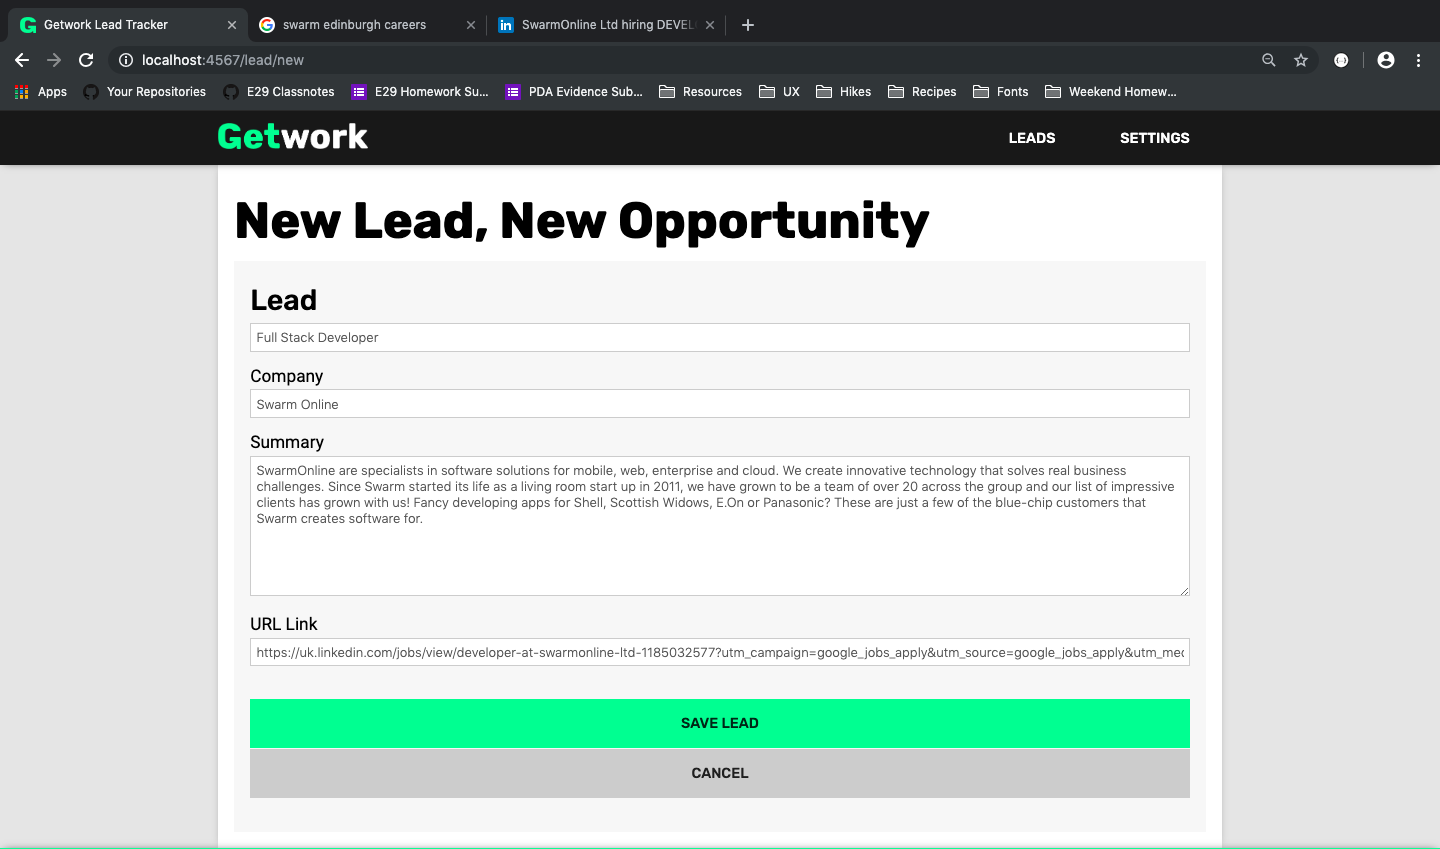 Getwork Lead Tracker
swarm edinburgh careers
SwarmOnline Ltd hiring DEVEL
localhost:4567/lead/new
Apps
Your Repositories
E29 Classnotes
E29 Homework Su...
PDA Evidence Sub...
Resources
UX
Hikes
Recipes
Fonts
Weekend Homew...
Getwork
LEADS
SETTINGS
New Lead, New Opportunity
Lead
Full Stack Developer
Company
Swarm Online
Summary
SwarmOnline are specialists in software solutions for mobile, web, enterprise and cloud. We create innovative technology that solves real business
challenges. Since Swarm started its life as a living room start up in 2011, we have grown to be a team of over 20 across the group and our list of impressive
clients has grown with us! Fancy developing apps for Shell, Scottish Widows, E.On or Panasonic? These are just a few of the blue-chip customers that
Swarm creates software for.
URL Link
https://uk.linkedin.com/jobs/view/developer-at-swarmonline-ltd-1185032577?utm_campaign=google_jobs_apply&utm_source=google_jobs_apply&utm_med
SAVE LEAD
CANCEL